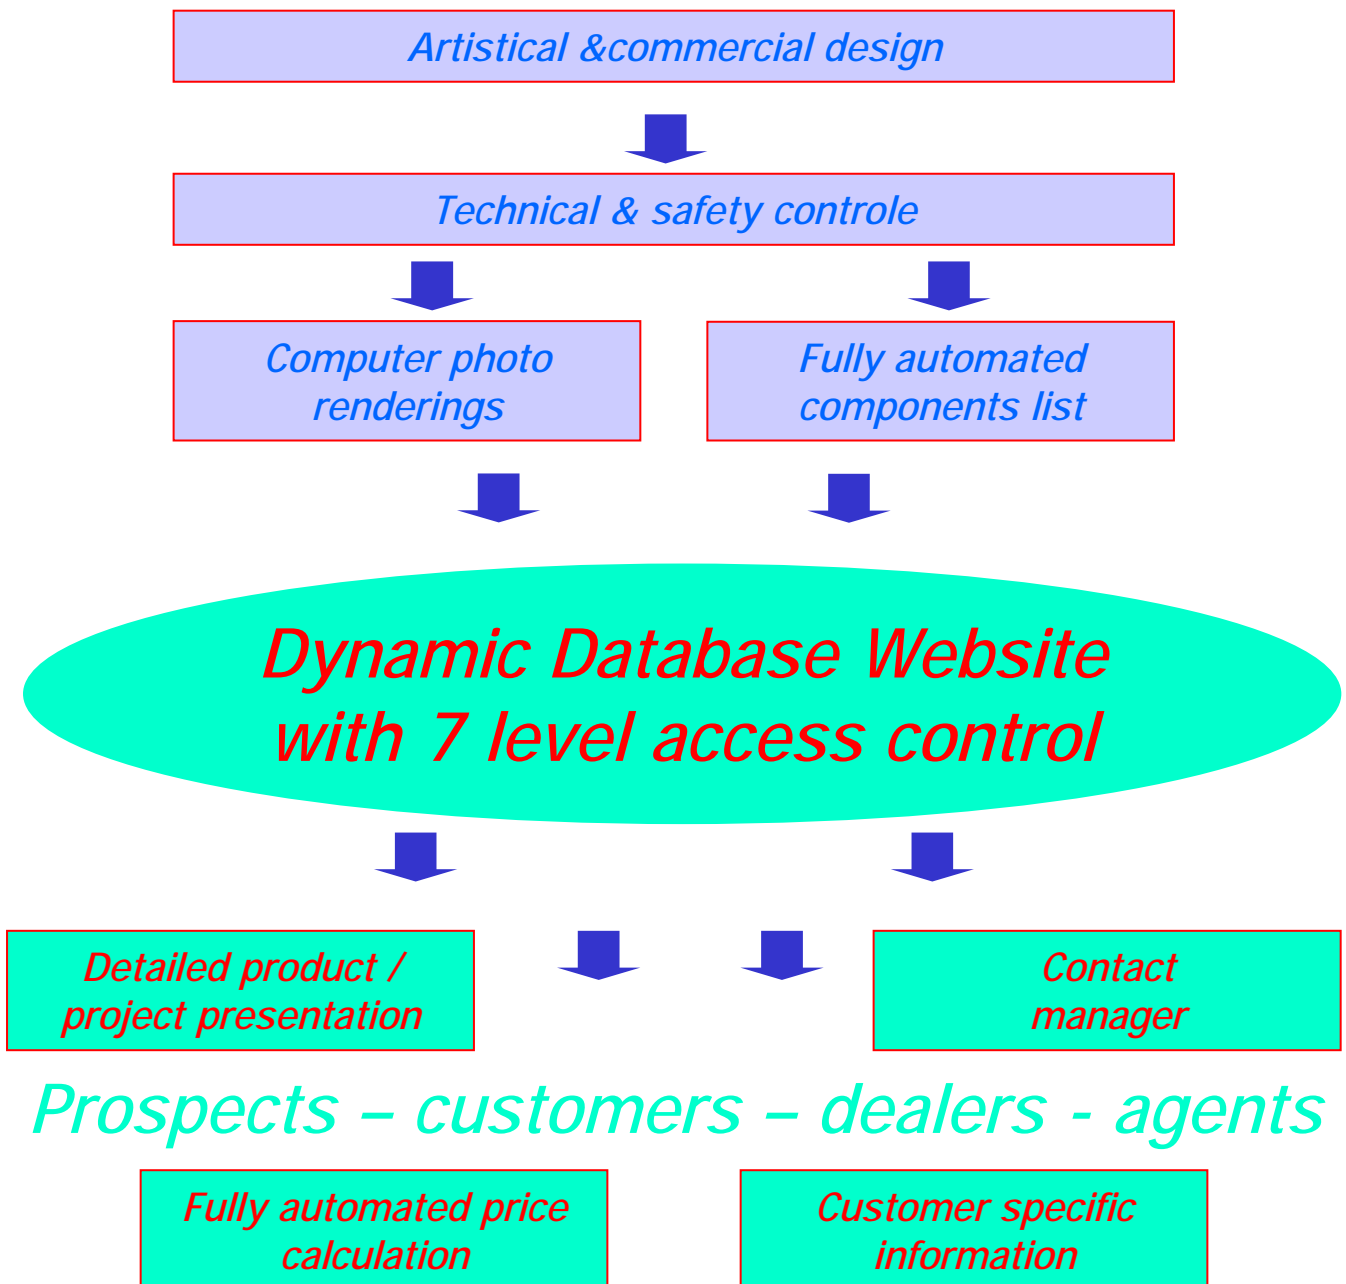 Artistical &commercial design
Technical & safety controle
Computer photo
renderings
Fully automated
components list
Dynamic Database Website
with 7 level access control
Detailed product /
project presentation
Contact
manager
Prospects – customers – dealers - agents
Fully automated price
calculation
Customer specific
information